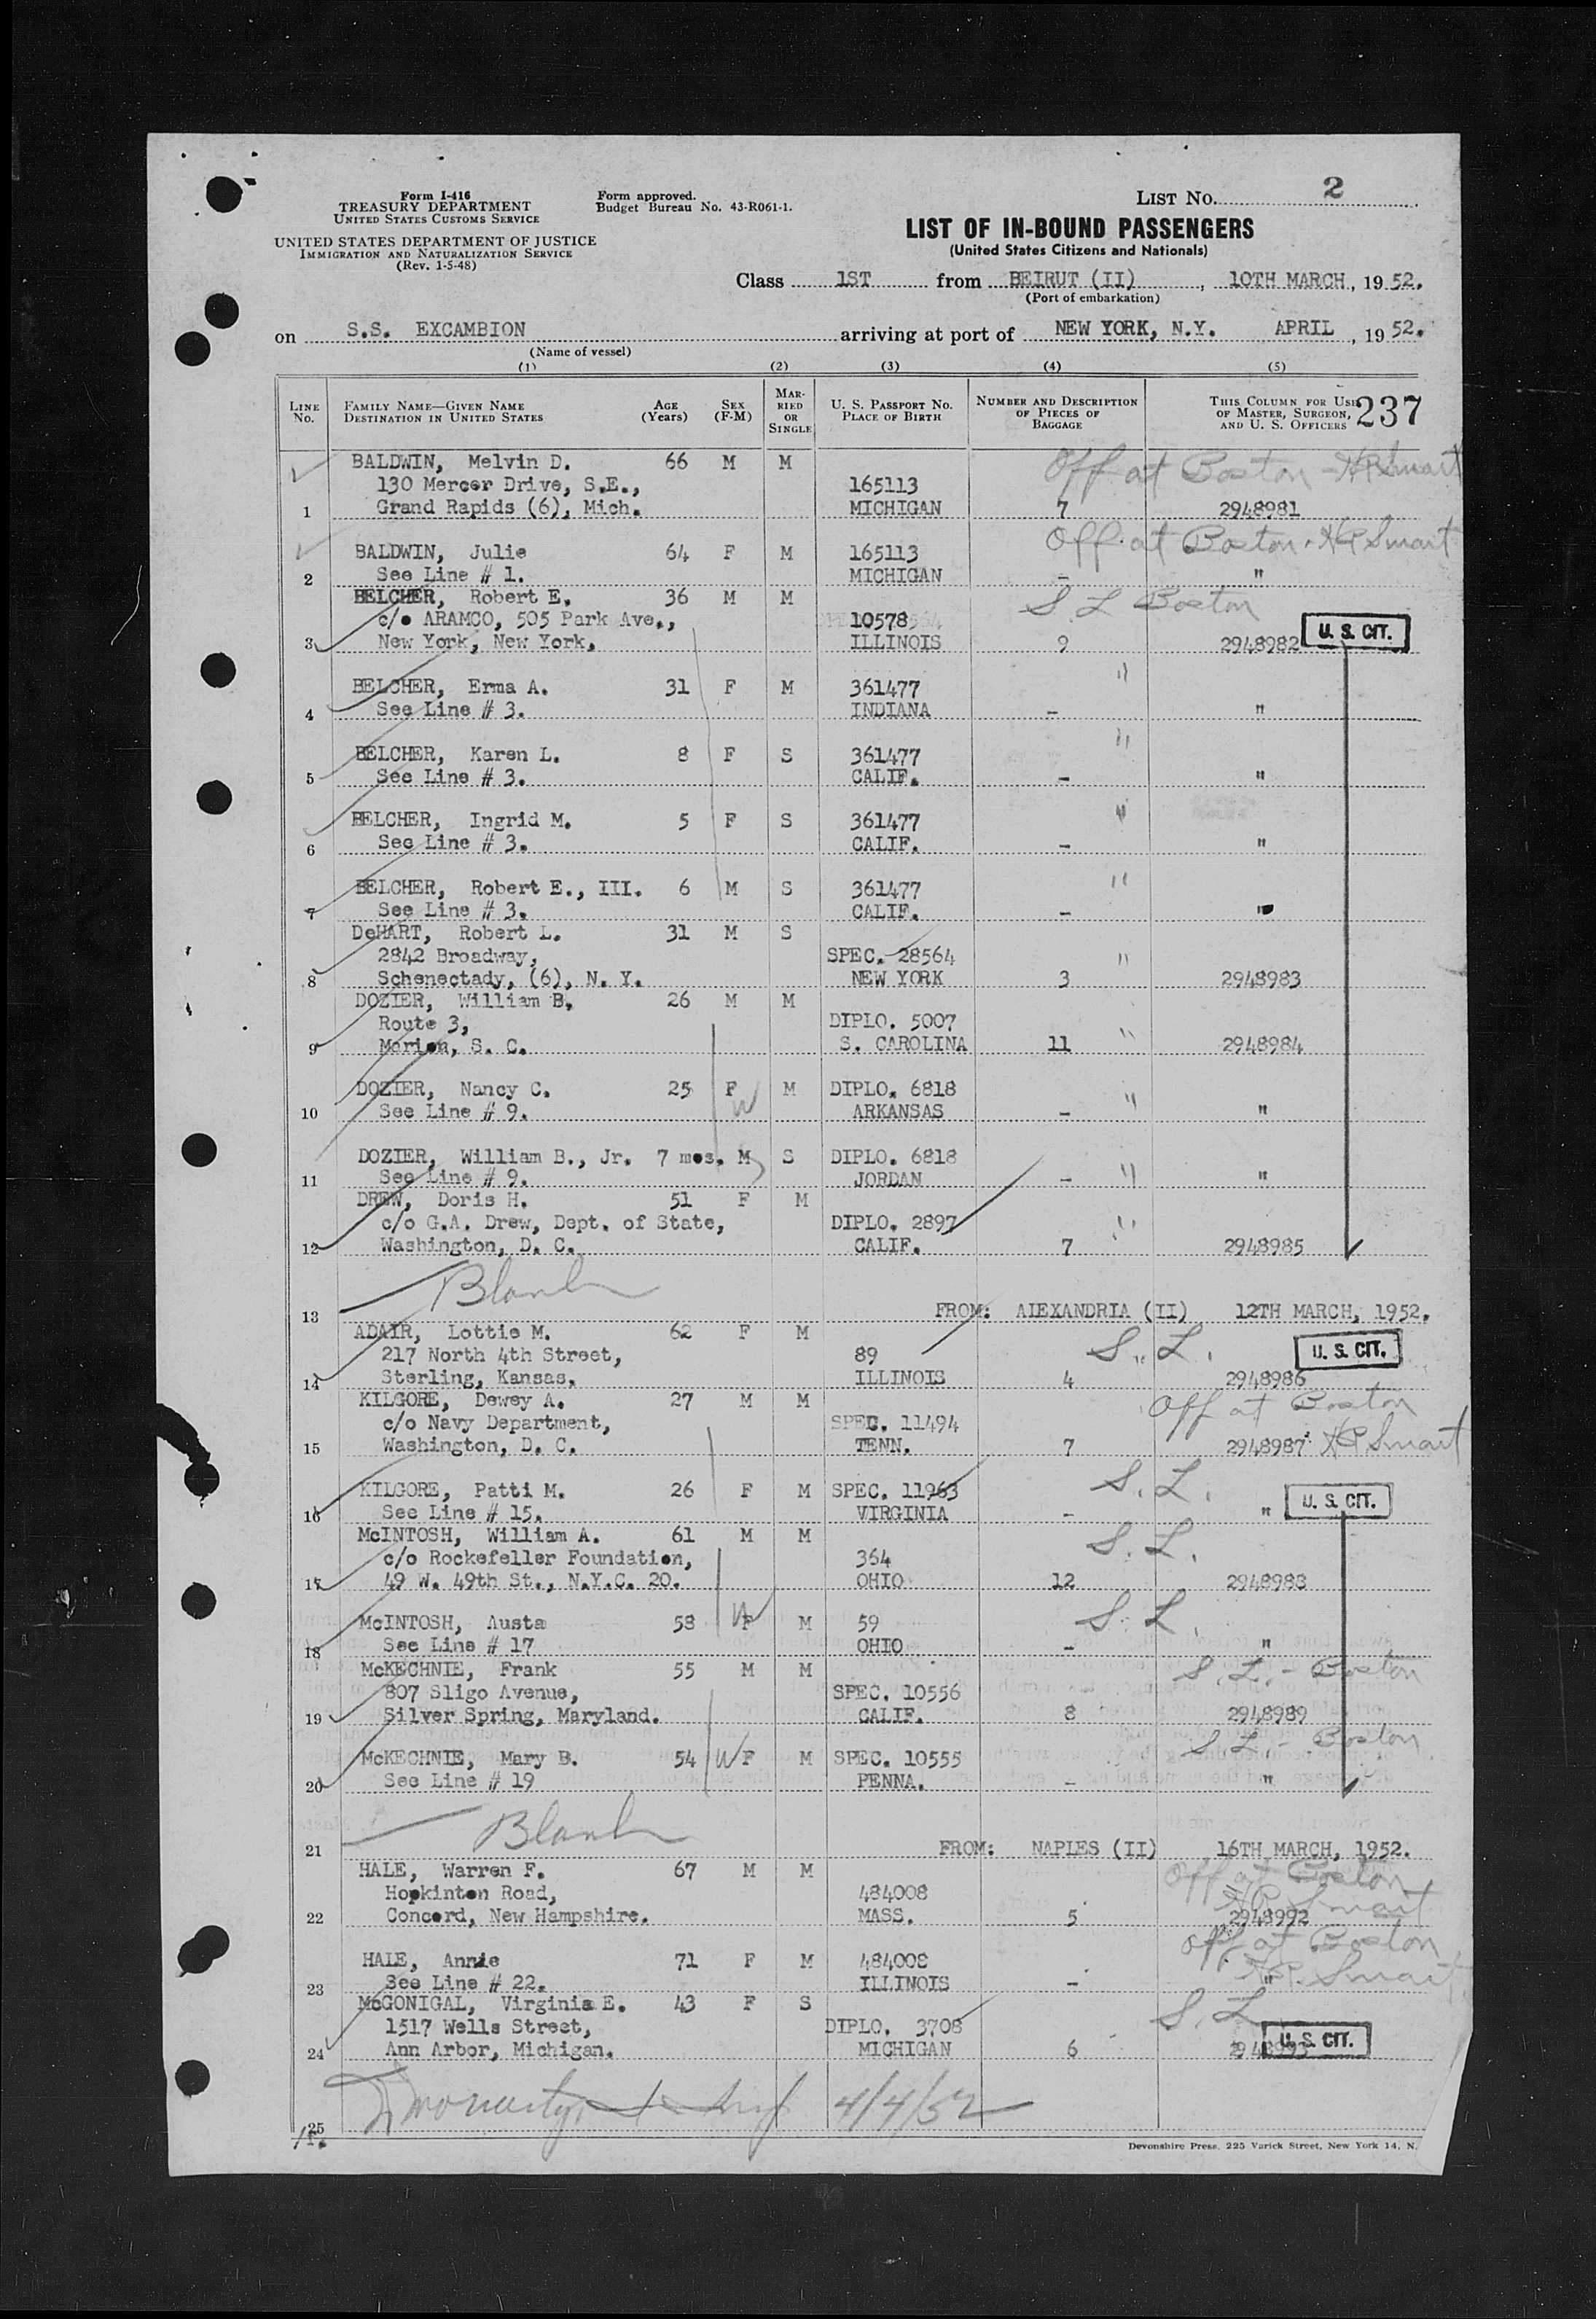 Form I-416
TREASURY DEPARTMENT
UNITED STATES CUSTOMS SERVICE
UNITED STATES DEPARTMENT OF JUSTICE
IMMIGRATION AND NATURALIZATION SERVICE
(Rev. 1-5-48)
Form approved.
Budget Bureau No. 43-R061-1.
LIST No. 2
LIST OF IN-BOUND PASSENGERS
(United States Citizens and Nationals)
Class 1ST from BEIRUT (II), 10TH MARCH, 1952.
(Port of embarkation)
on S.S. EXCAMBION arriving at port of NEW YORK, N.Y. APRIL, 1952.
(Name of vessel)
(1) (2) (3) (4) (5)
LINE No. FAMILY NAME—GIVEN NAME DESTINATION IN UNITED STATES AGE (Years) SEX (F-M) MARRIED OR SINGLE U. S. PASSPORT NO. PLACE OF BIRTH NUMBER AND DESCRIPTION OF PIECES OF BAGGAGE THIS COLUMN FOR USE OF MASTER, SURGEON, AND U. S. OFFICERS 237
BALDWIN, Melvin D. 66 M M Off at Boston - HP Smart
130 Mercer Drive, S.E., 165113
1 Grand Rapids (6), Mich. MICHIGAN 7 2948981
BALDWIN, Julie 64 F M 165113 Off at Boston - HP Smart
2 See Line # 1. MICHIGAN - "
BELCHER, Robert E. 36 M M S L Boston
c/o ARAMCO, 505 Park Ave., 10578
3 New York, New York. ILLINOIS 9 2948982 U. S. CIT.
BELCHER, Erma A. 31 F M 361477 "
4 See Line # 3. INDIANA - "
BELCHER, Karen L. 8 F S 361477 "
5 See Line # 3. CALIF. - "
BELCHER, Ingrid M. 5 F S 361477 "
6 See Line # 3. CALIF. - "
BELCHER, Robert E., III. 6 M S 361477 "
7 See Line # 3. CALIF. - "
DeHART, Robert L. 31 M S
2842 Broadway, SPEC. 28564 "
8 Schenectady, (6), N. Y. NEW YORK 3 2948983
DOZIER, William B. 26 M M
Route 3, DIPLO. 5007
9 Marion, S. C. S. CAROLINA 11 " 2948984
DOZIER, Nancy C. 25 F M DIPLO. 6818 "
10 See Line # 9. W ARKANSAS - "
DOZIER, William B., Jr. 7 mos. M S DIPLO. 6818
11 See Line # 9. JORDAN - " "
DREW, Doris H. 51 F M
c/o G.A. Drew, Dept. of State, DIPLO. 2897 "
12 Washington, D. C. CALIF. 7 2948985
Blank
13 FROM: ALEXANDRIA (II) 12TH MARCH, 1952.
ADAIR, Lottie M. 62 F M
217 North 4th Street, 89 S. L. U. S. CIT.
14 Sterling, Kansas. ILLINOIS 4 2948986
KILGORE, Dewey A. 27 M M Off at Boston
c/o Navy Department, SPEC. 11494
15 Washington, D. C. TENN. 7 2948987 HP Smart
KILGORE, Patti M. 26 F M SPEC. 11963 S. L.
16 See Line # 15. VIRGINIA - " U. S. CIT.
McINTOSH, William A. 61 M M S. L.
c/o Rockefeller Foundation, 364
17 49 W. 49th St., N.Y.C. 20. OHIO 12 2948988
McINTOSH, Austa 58 W F M 59 S. L.
18 See Line # 17 OHIO - "
McKECHNIE, Frank 55 M M S. L. - Boston
807 Sligo Avenue, SPEC. 10556
19 Silver Spring, Maryland. CALIF. 8 2948989
McKECHNIE, Mary B. 54 W F M SPEC. 10555 S. L. - Boston
20 See Line # 19 PENNA. - "
Blank
21 FROM: NAPLES (II) 16TH MARCH, 1952.
HALE, Warren F. 67 M M Off at Boston
Hopkinton Road, 484008 HP Smart
22 Concord, New Hampshire. MASS. 5 2948992
HALE, Annie 71 F M 484008 Off at Boston
23 See Line # 22. ILLINOIS - " HP. Smart
McGONIGAL, Virginia E. 43 F S S. L
1517 Wells Street, DIPLO. 3708
24 Ann Arbor, Michigan. MICHIGAN 6 2948993 U. S. CIT.
4/4/52
25
Devonshire Press, 225 Varick Street, New York 14, N.